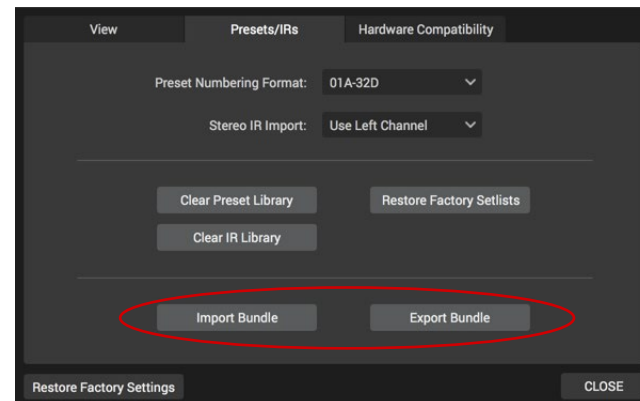 View Presets/IRs Hardware Compatibility
Preset Numbering Format: 01A-32D
Stereo IR Import: Use Left Channel
Clear Preset Library Restore Factory Setlists
Clear IR Library
Import Bundle Export Bundle
Restore Factory Settings CLOSE